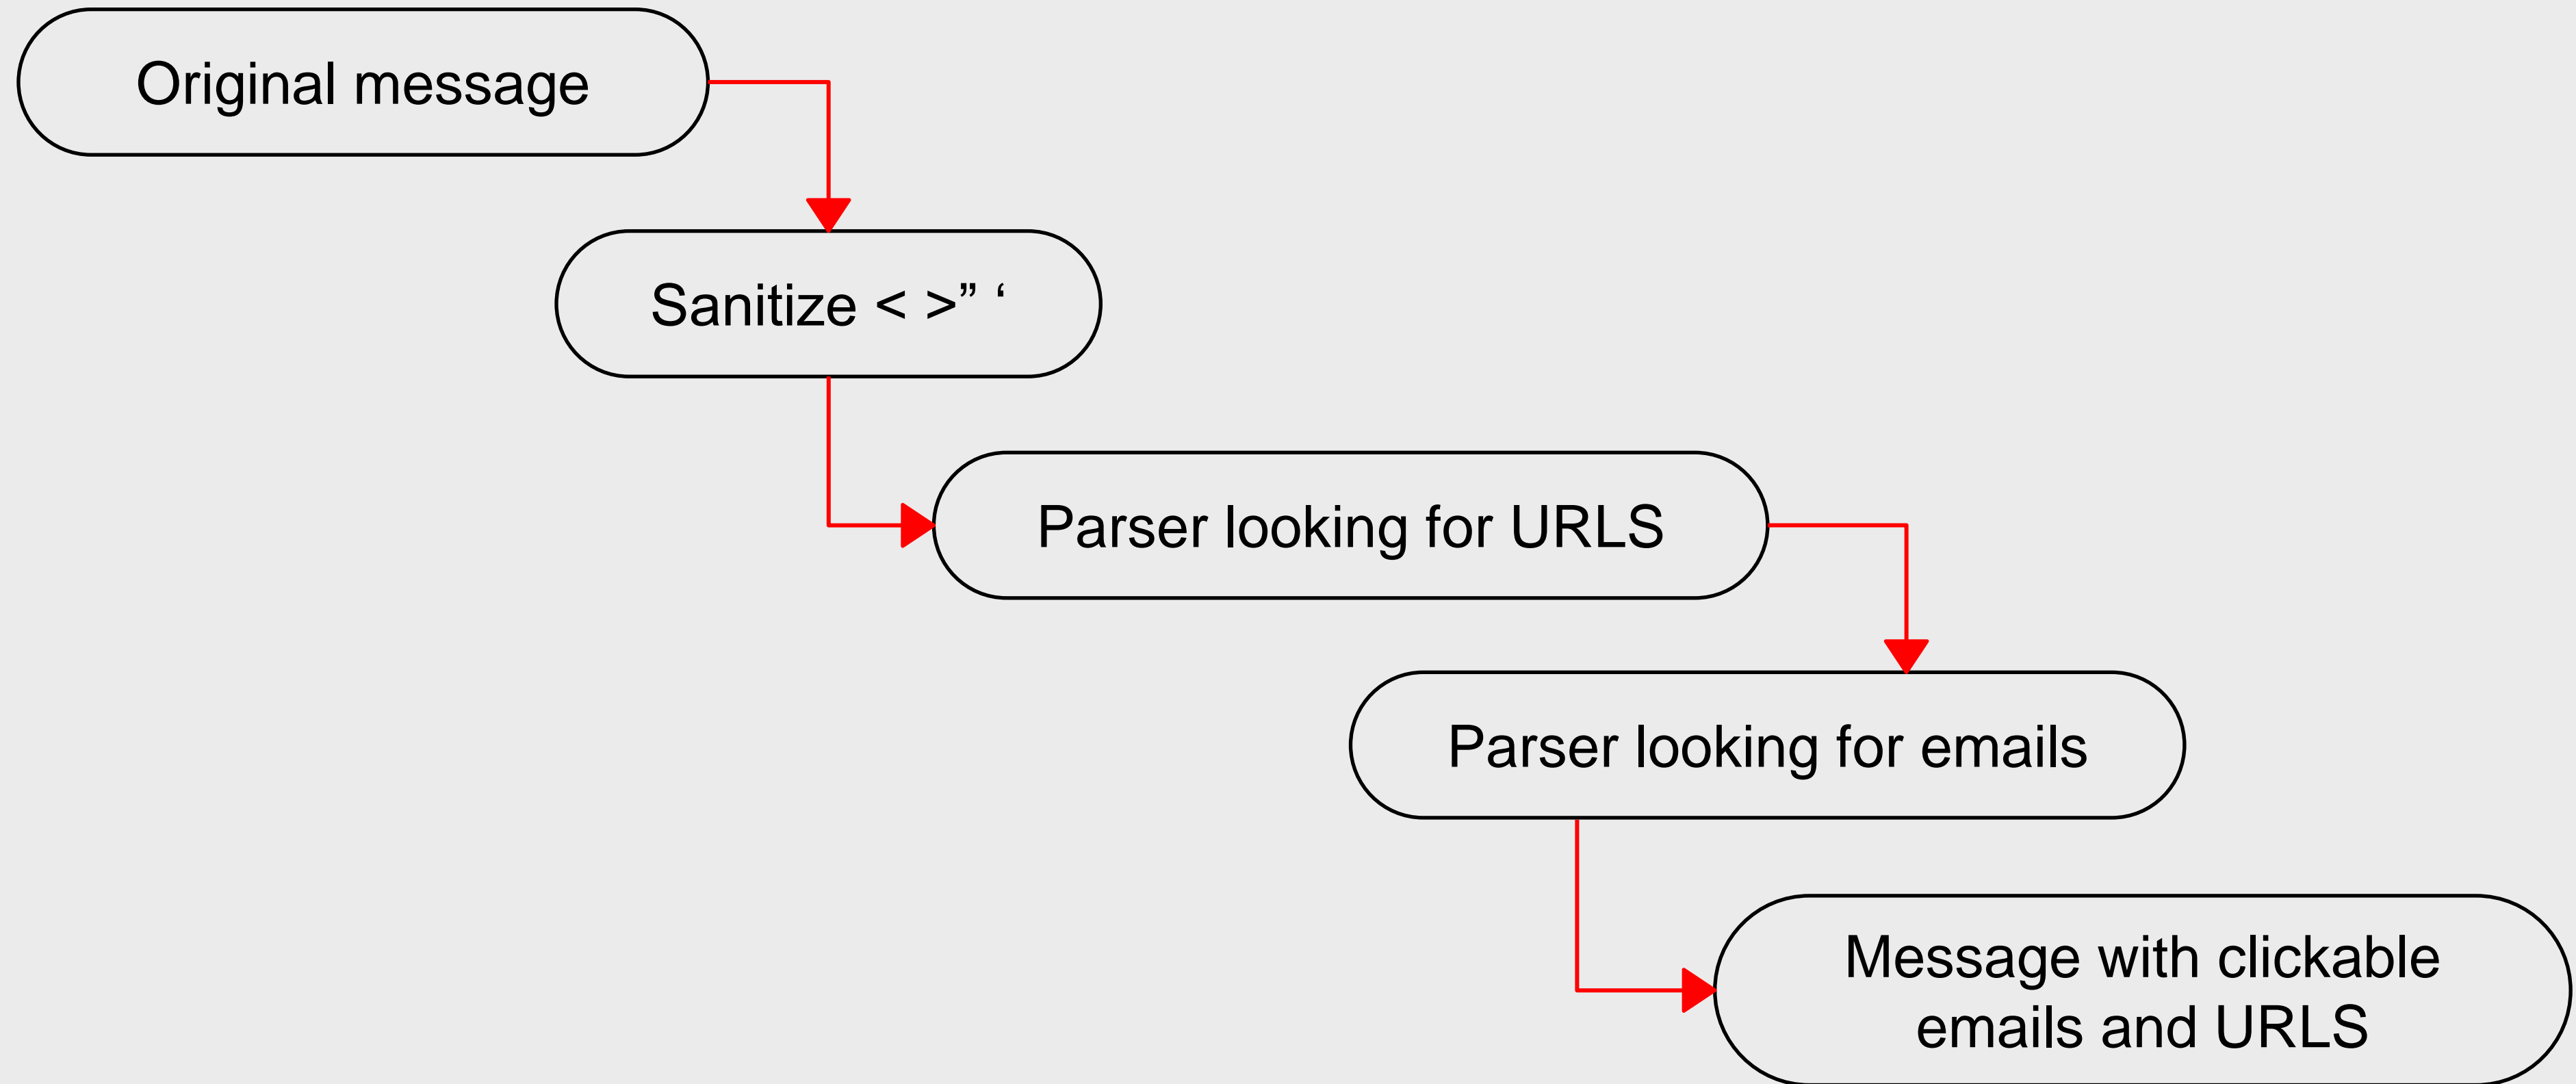 Original message
Sanitize < >” ‘
Parser looking for URLS
Parser looking for emails
Message with clickable
emails and URLS